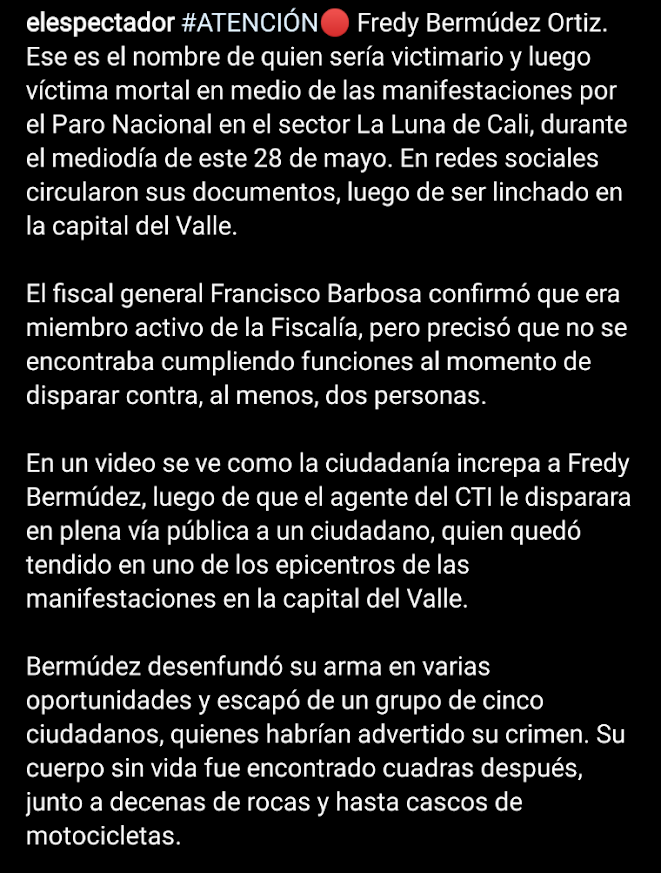 elespectador #ATENCIÓN🔴 Fredy Bermúdez Ortiz.
Ese es el nombre de quien sería victimario y luego
víctima mortal en medio de las manifestaciones por
el Paro Nacional en el sector La Luna de Cali, durante
el mediodía de este 28 de mayo. En redes sociales
circularon sus documentos, luego de ser linchado en
la capital del Valle.

El fiscal general Francisco Barbosa confirmó que era
miembro activo de la Fiscalía, pero precisó que no se
encontraba cumpliendo funciones al momento de
disparar contra, al menos, dos personas.

En un video se ve como la ciudadanía increpa a Fredy
Bermúdez, luego de que el agente del CTI le disparara
en plena vía pública a un ciudadano, quien quedó
tendido en uno de los epicentros de las
manifestaciones en la capital del Valle.

Bermúdez desenfundó su arma en varias
oportunidades y escapó de un grupo de cinco
ciudadanos, quienes habrían advertido su crimen. Su
cuerpo sin vida fue encontrado cuadras después,
junto a decenas de rocas y hasta cascos de
motocicletas.